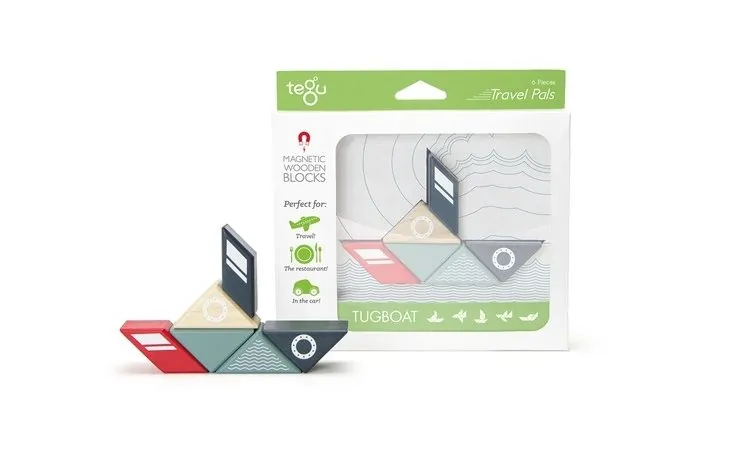 tegu
6 Pieces
Travel Pals
MAGNETIC
WOODEN
BLOCKS
Perfect for:
Travel!
The restaurant!
In the car!
TUGBOAT